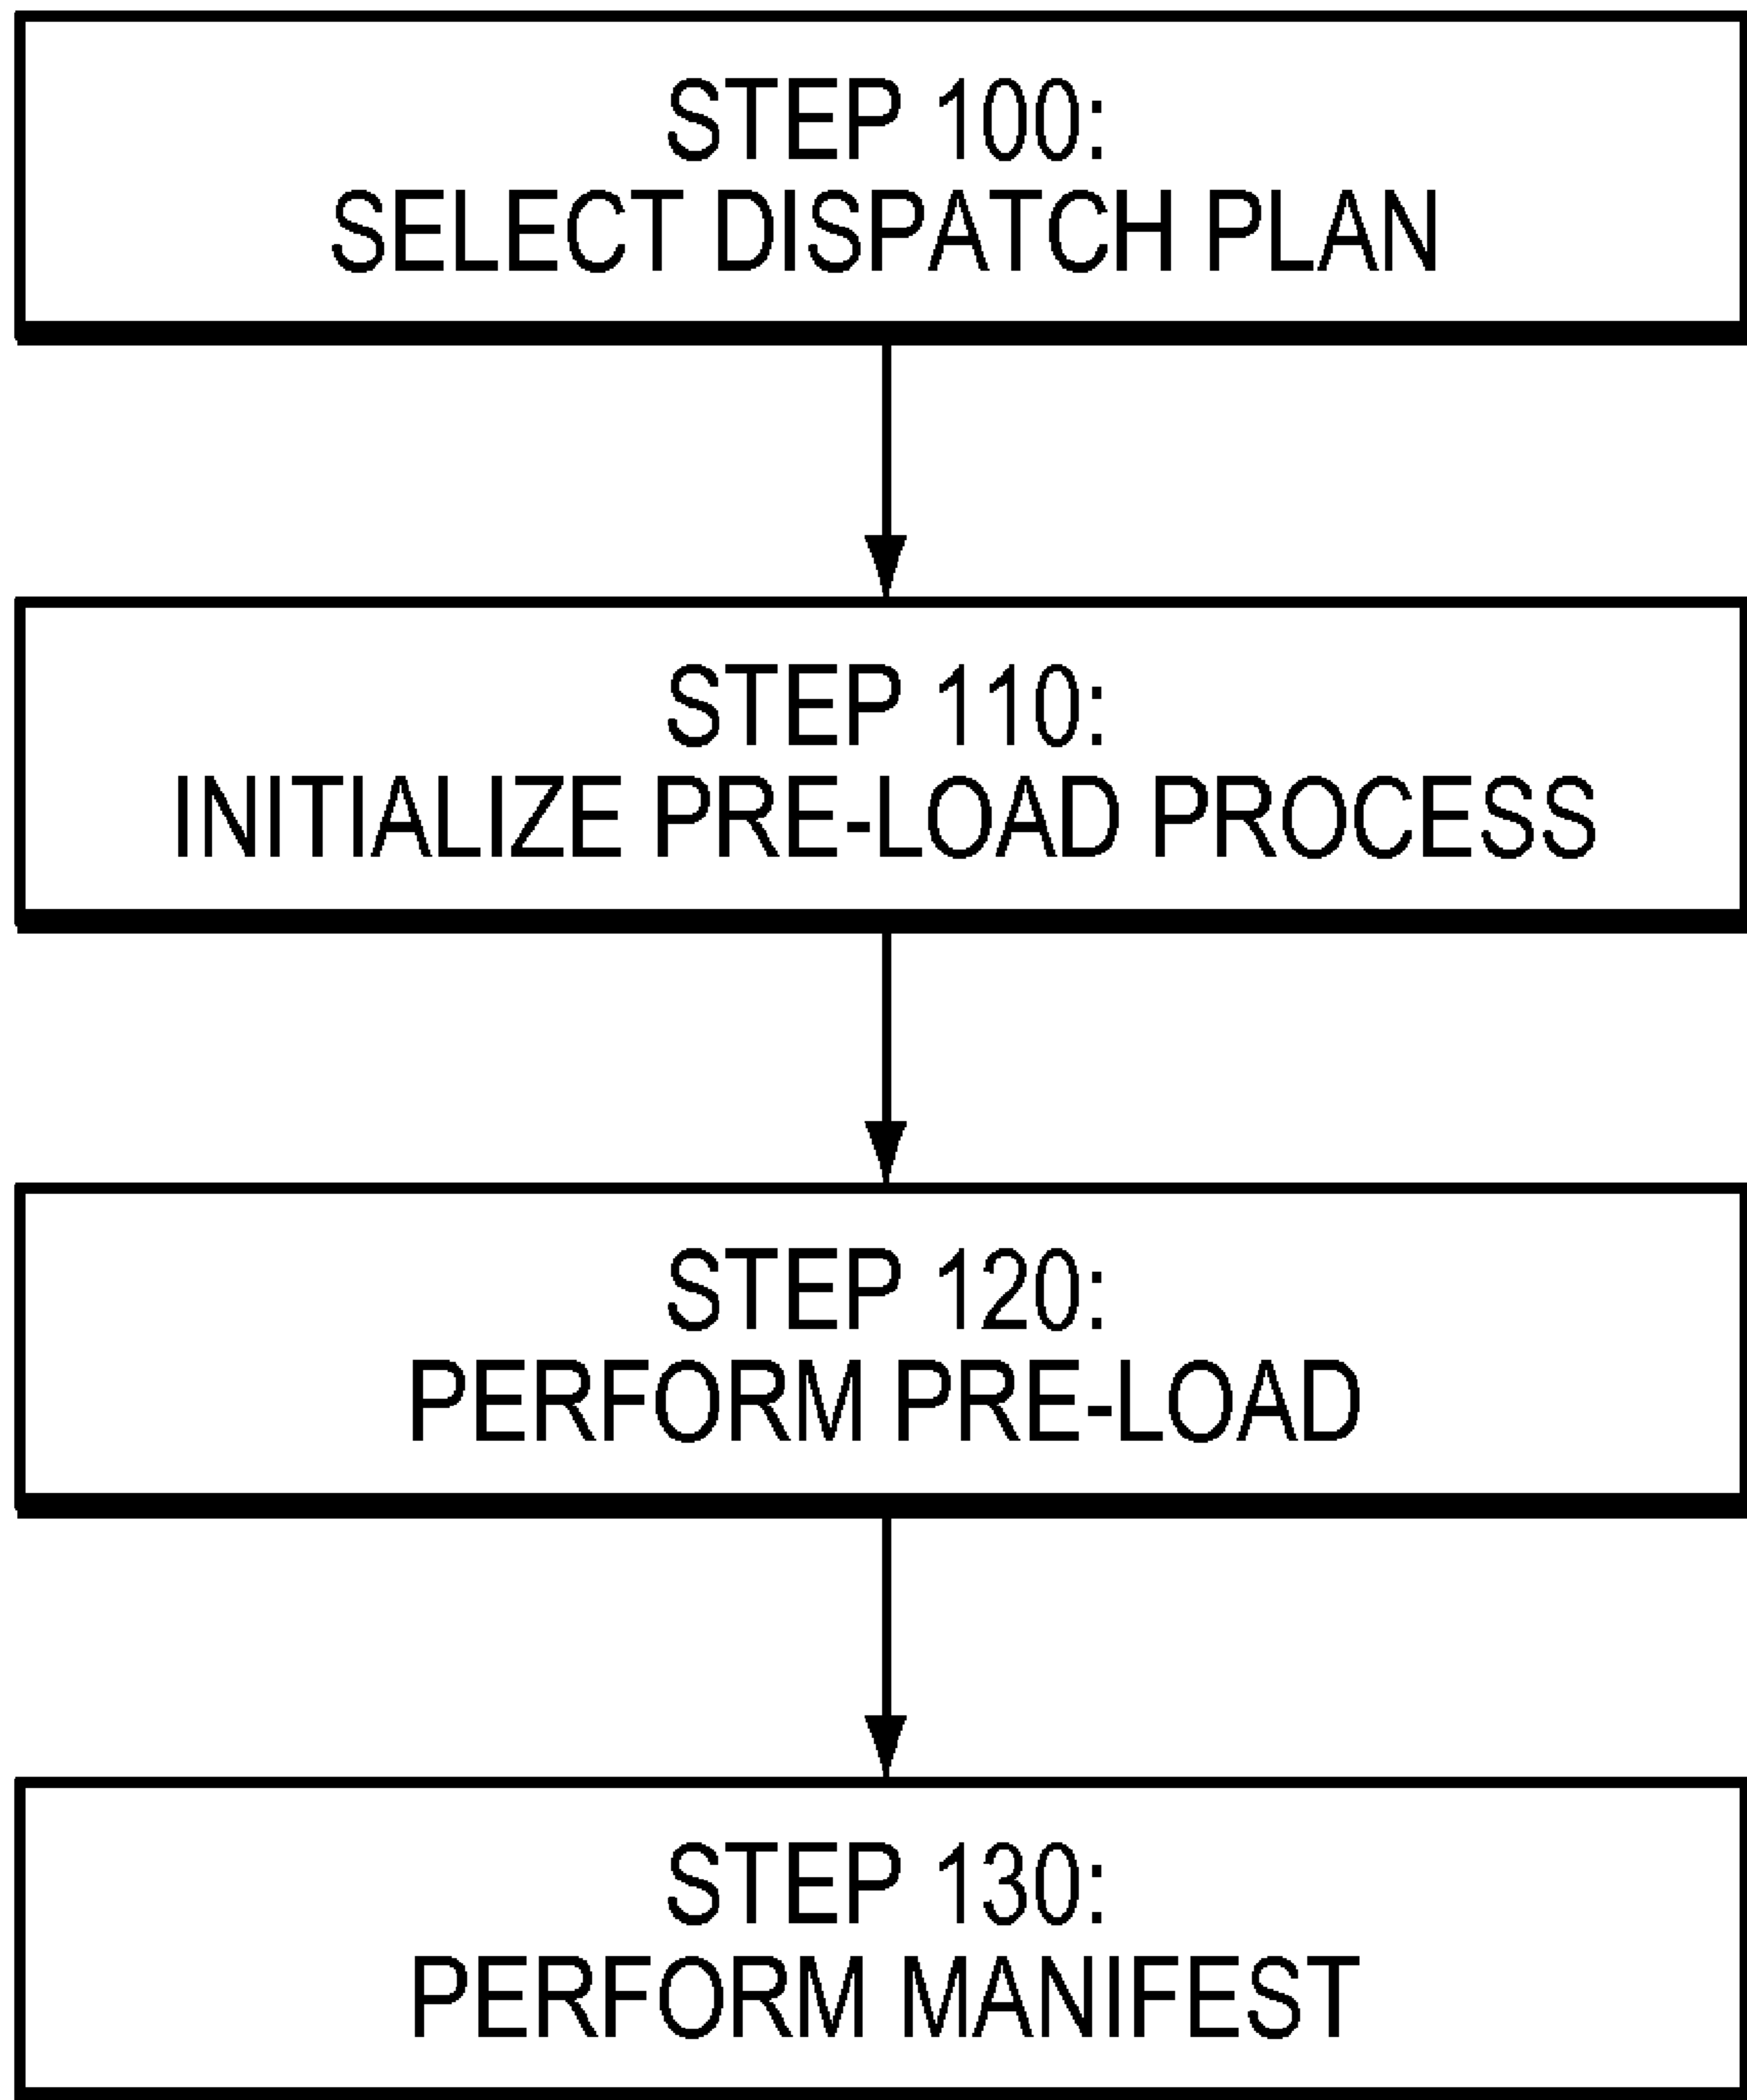 STEP 100:
SELECT DISPATCH PLAN
STEP 110:
INITIALIZE PRE-LOAD PROCESS
STEP 120:
PERFORM PRE-LOAD
STEP 130:
PERFORM MANIFEST